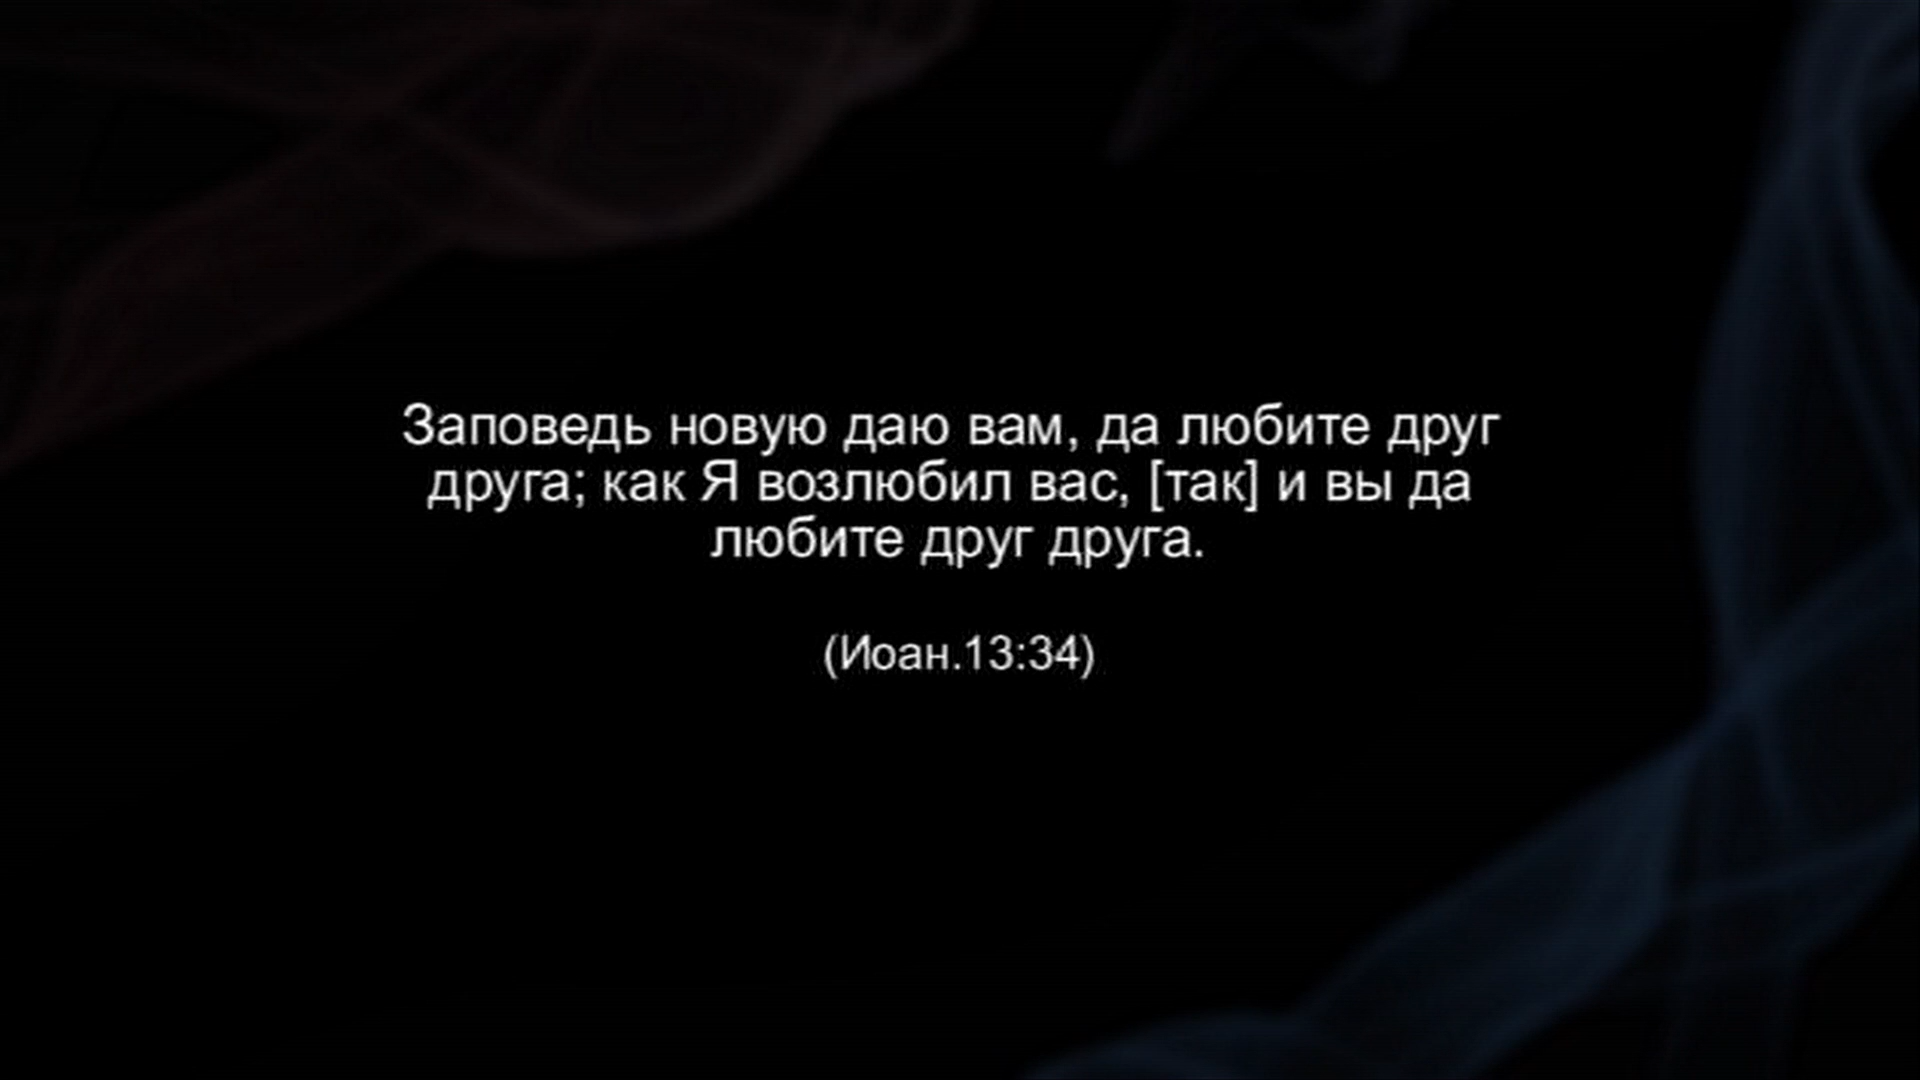 Заповедь новую даю вам, да любите друг
друга; как Я возлюбил вас, [так] и вы да
любите друг друга.
(Иоан.13:34)